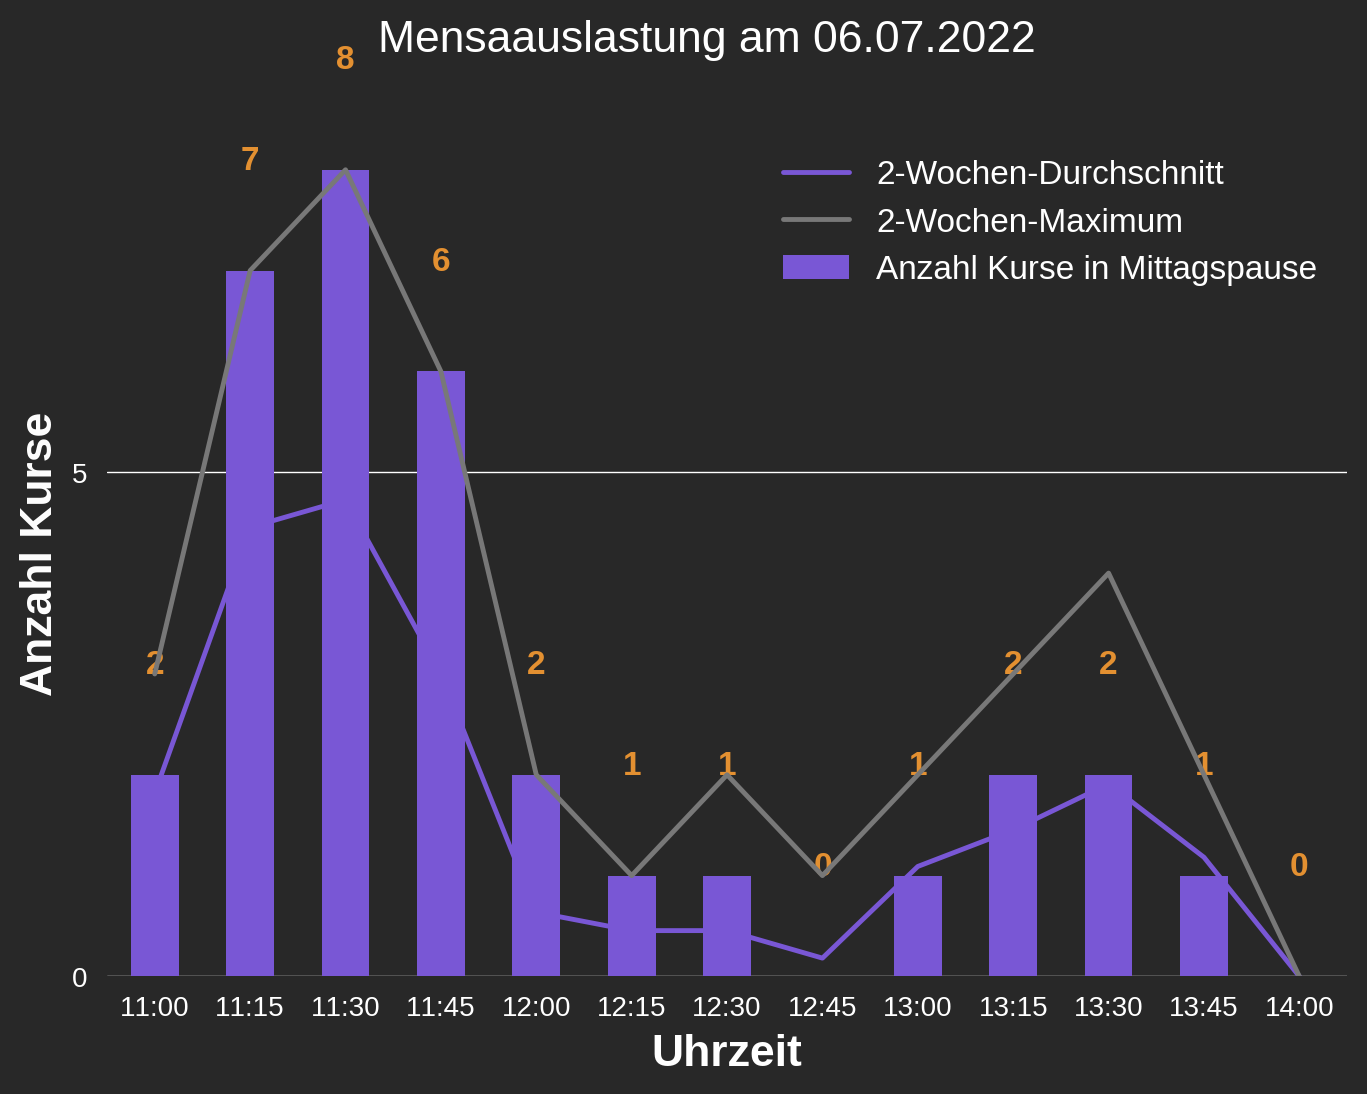 Mensaauslastung am 06.07.2022
8
7
6
2
2
1
1
0
1
2
2
1
0
2-Wochen-Durchschnitt
2-Wochen-Maximum
Anzahl Kurse in Mittagspause
Anzahl Kurse
5
0
11:00 11:15 11:30 11:45 12:00 12:15 12:30 12:45 13:00 13:15 13:30 13:45 14:00
Uhrzeit